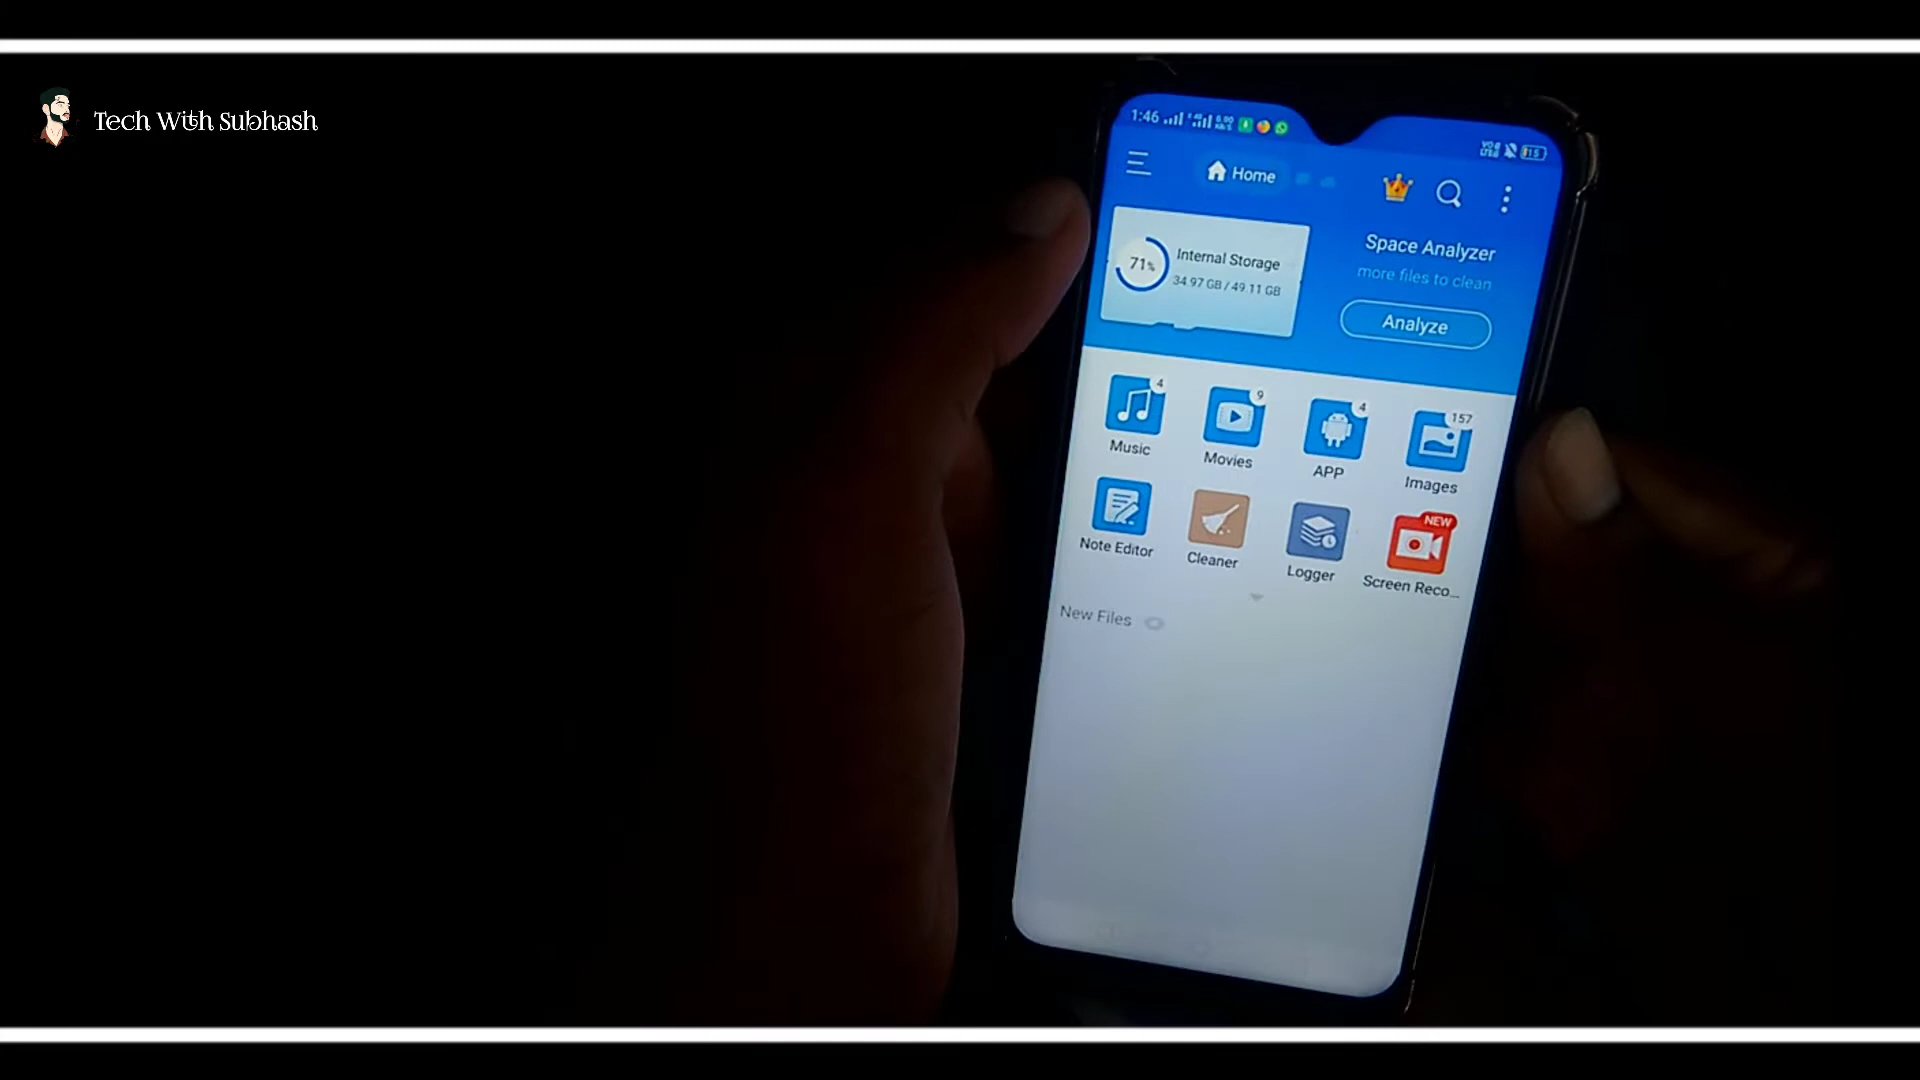 Tech With Subhash
1:46
Home
71%
Internal Storage
34.97 GB / 49.11 GB
Space Analyzer
more files to clean
Analyze
4
9
4
157
Music
Movies
APP
Images
NEW
Note Editor
Cleaner
Logger
Screen Reco...
New Files